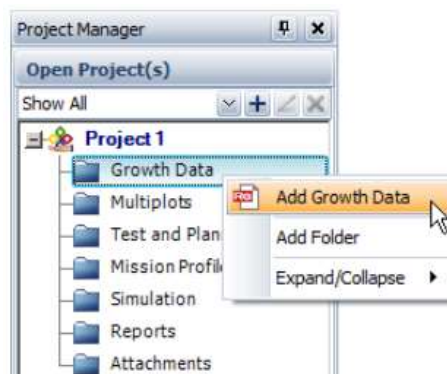 Project Manager
Open Project(s)
Show All
Project 1
Growth Data
Multiplots
Add Growth Data
Test and Plan
Add Folder
Mission Profil
Expand/Collapse
Simulation
Reports
Attachments